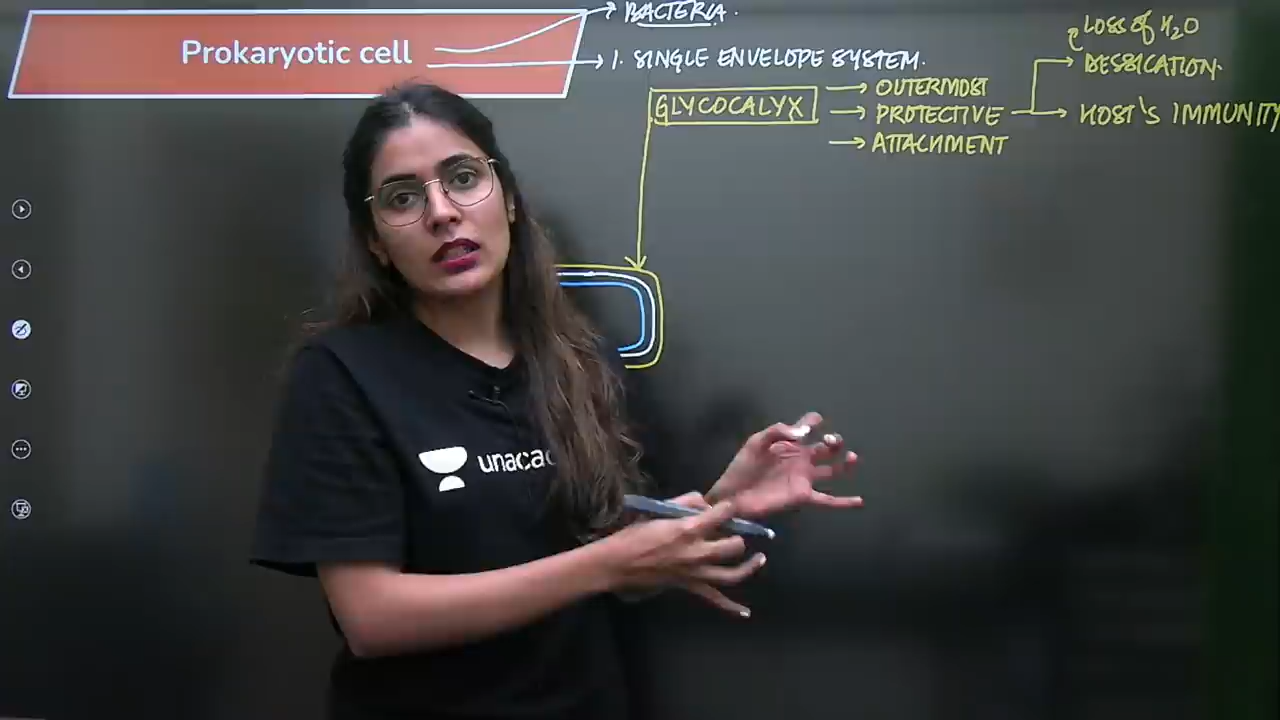 BACTERIA.
Prokaryotic cell
1. SINGLE ENVELOPE SYSTEM.
LOSS OF H2O
DESSICATION.
GLYCOCALYX
OUTERMOST
PROTECTIVE
HOST'S IMMUNITY
ATTACHMENT
unacad